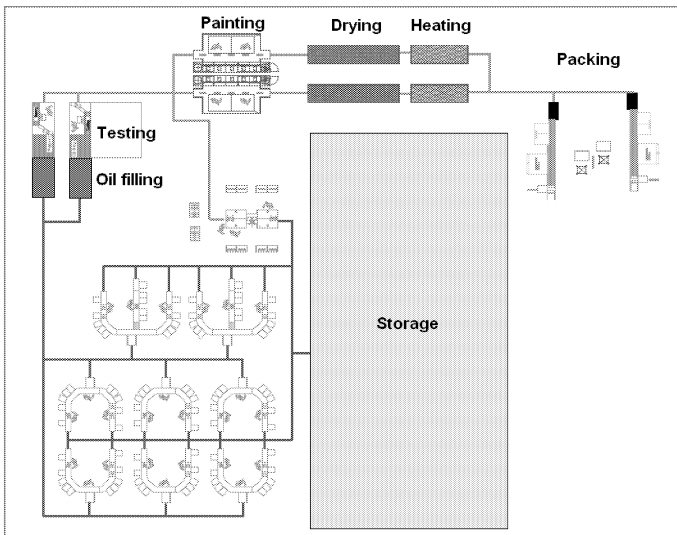 Painting
Drying
Heating
Packing
Testing
Oil filling
Storage